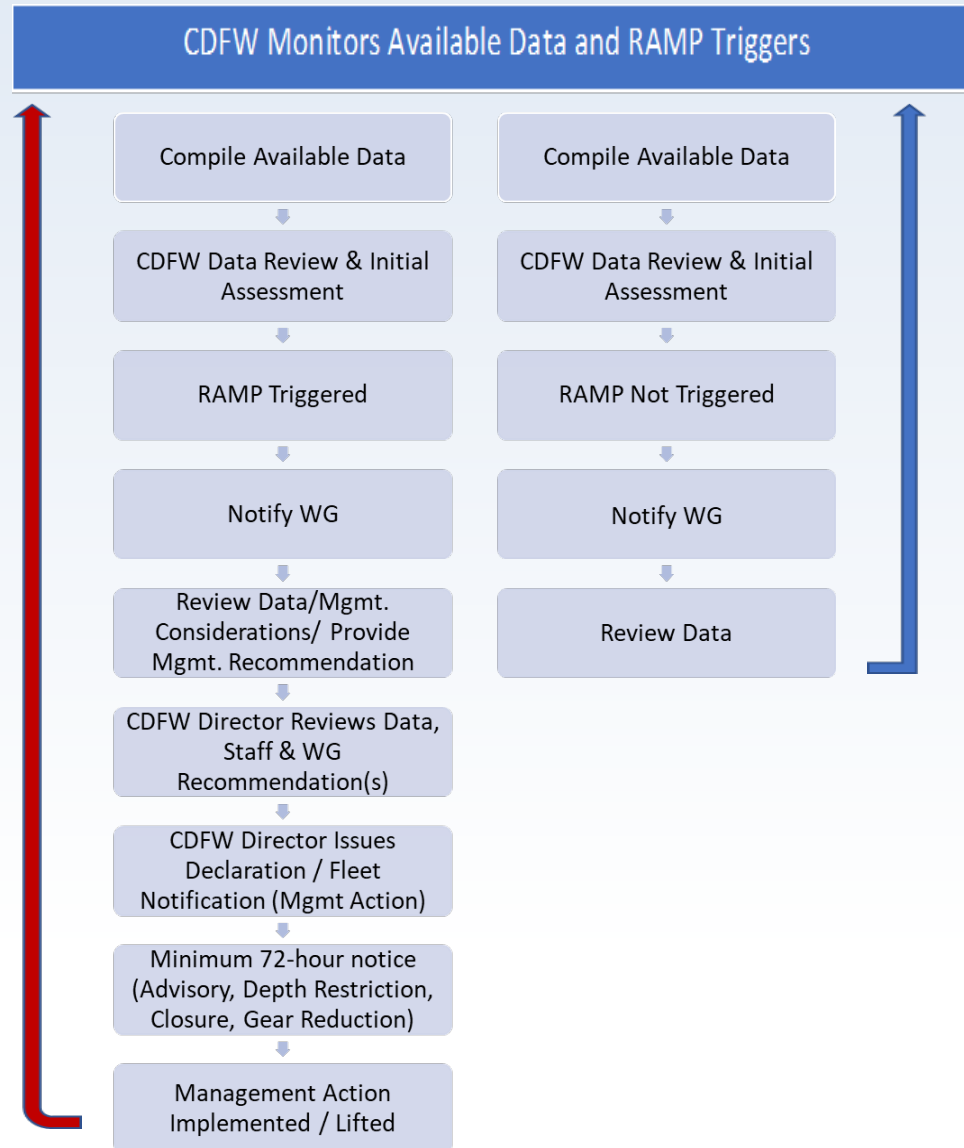 CDFW Monitors Available Data and RAMP Triggers
Compile Available Data
CDFW Data Review & Initial
Assessment
RAMP Triggered
Notify WG
Review Data/Mgmt.
Considerations/ Provide
Mgmt. Recommendation
CDFW Director Reviews Data,
Staff & WG
Recommendation(s)
CDFW Director Issues
Declaration / Fleet
Notification (Mgmt Action)
Minimum 72-hour notice
(Advisory, Depth Restriction,
Closure, Gear Reduction)
Management Action
Implemented / Lifted
Compile Available Data
CDFW Data Review & Initial
Assessment
RAMP Not Triggered
Notify WG
Review Data